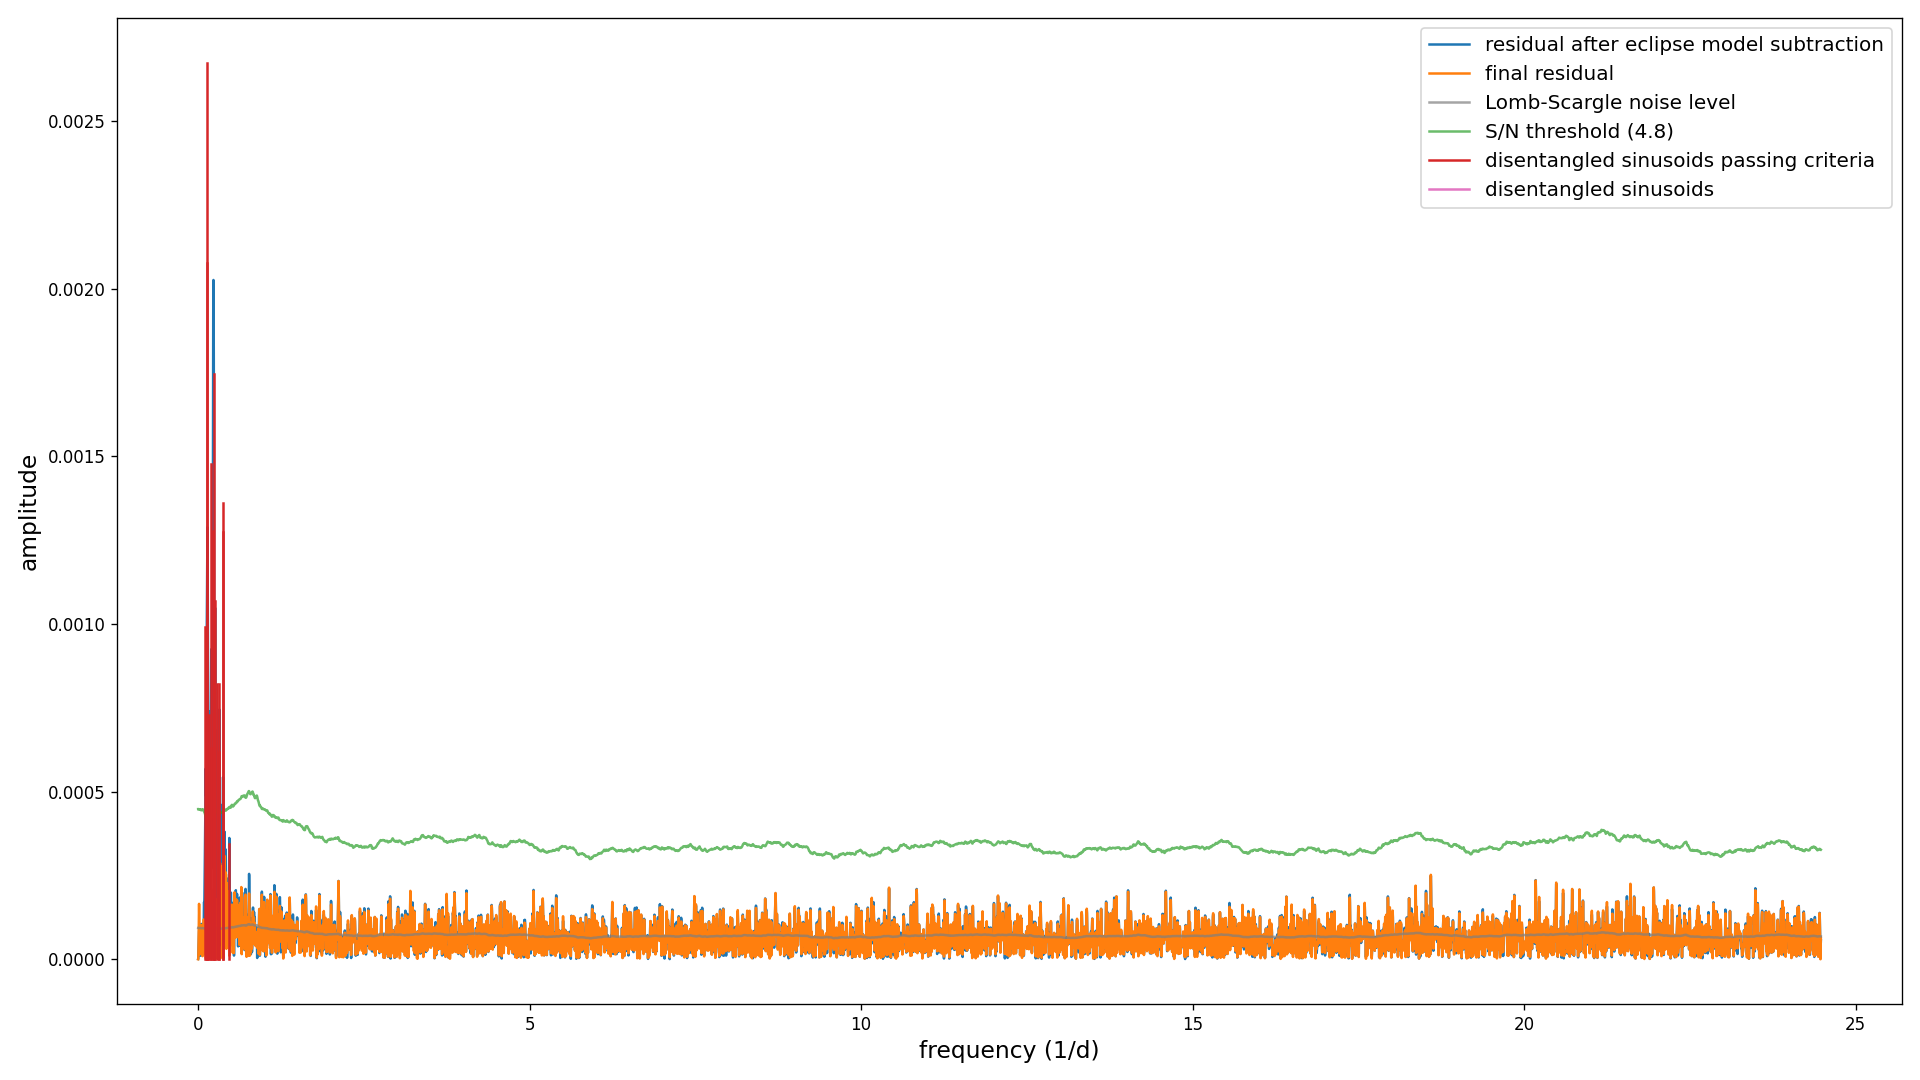 residual after eclipse model subtraction
final residual
Lomb-Scargle noise level
S/N threshold (4.8)
disentangled sinusoids passing criteria
disentangled sinusoids
amplitude
0.0025
0.0020
0.0015
0.0010
0.0005
0.0000
0 5 10 15 20 25
frequency (1/d)